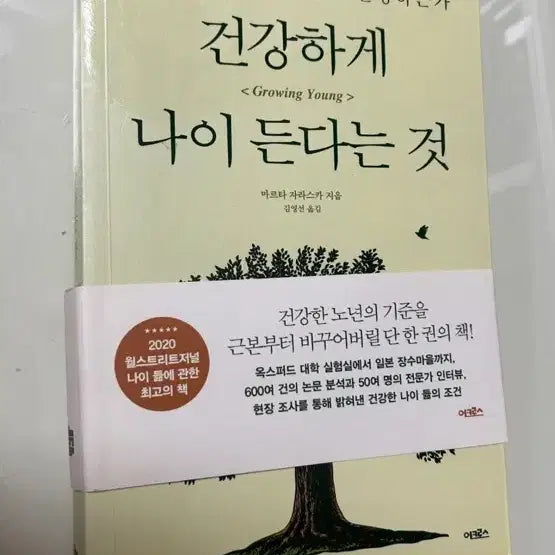 건강하게
< Growing Young >
나이 든다는 것
마르타 자라스카 지음
김영선 옮김
★★★★★
2020
월스트리트저널
나이 듦에 관한
최고의 책
건강한 노년의 기준을
근본부터 바꾸어버릴 단 한 권의 책!
옥스퍼드 대학 실험실에서 일본 장수마을까지,
600여 건의 논문 분석과 50여 명의 전문가 인터뷰,
현장 조사를 통해 밝혀낸 건강한 나이 듦의 조건
어크로스
어크로스